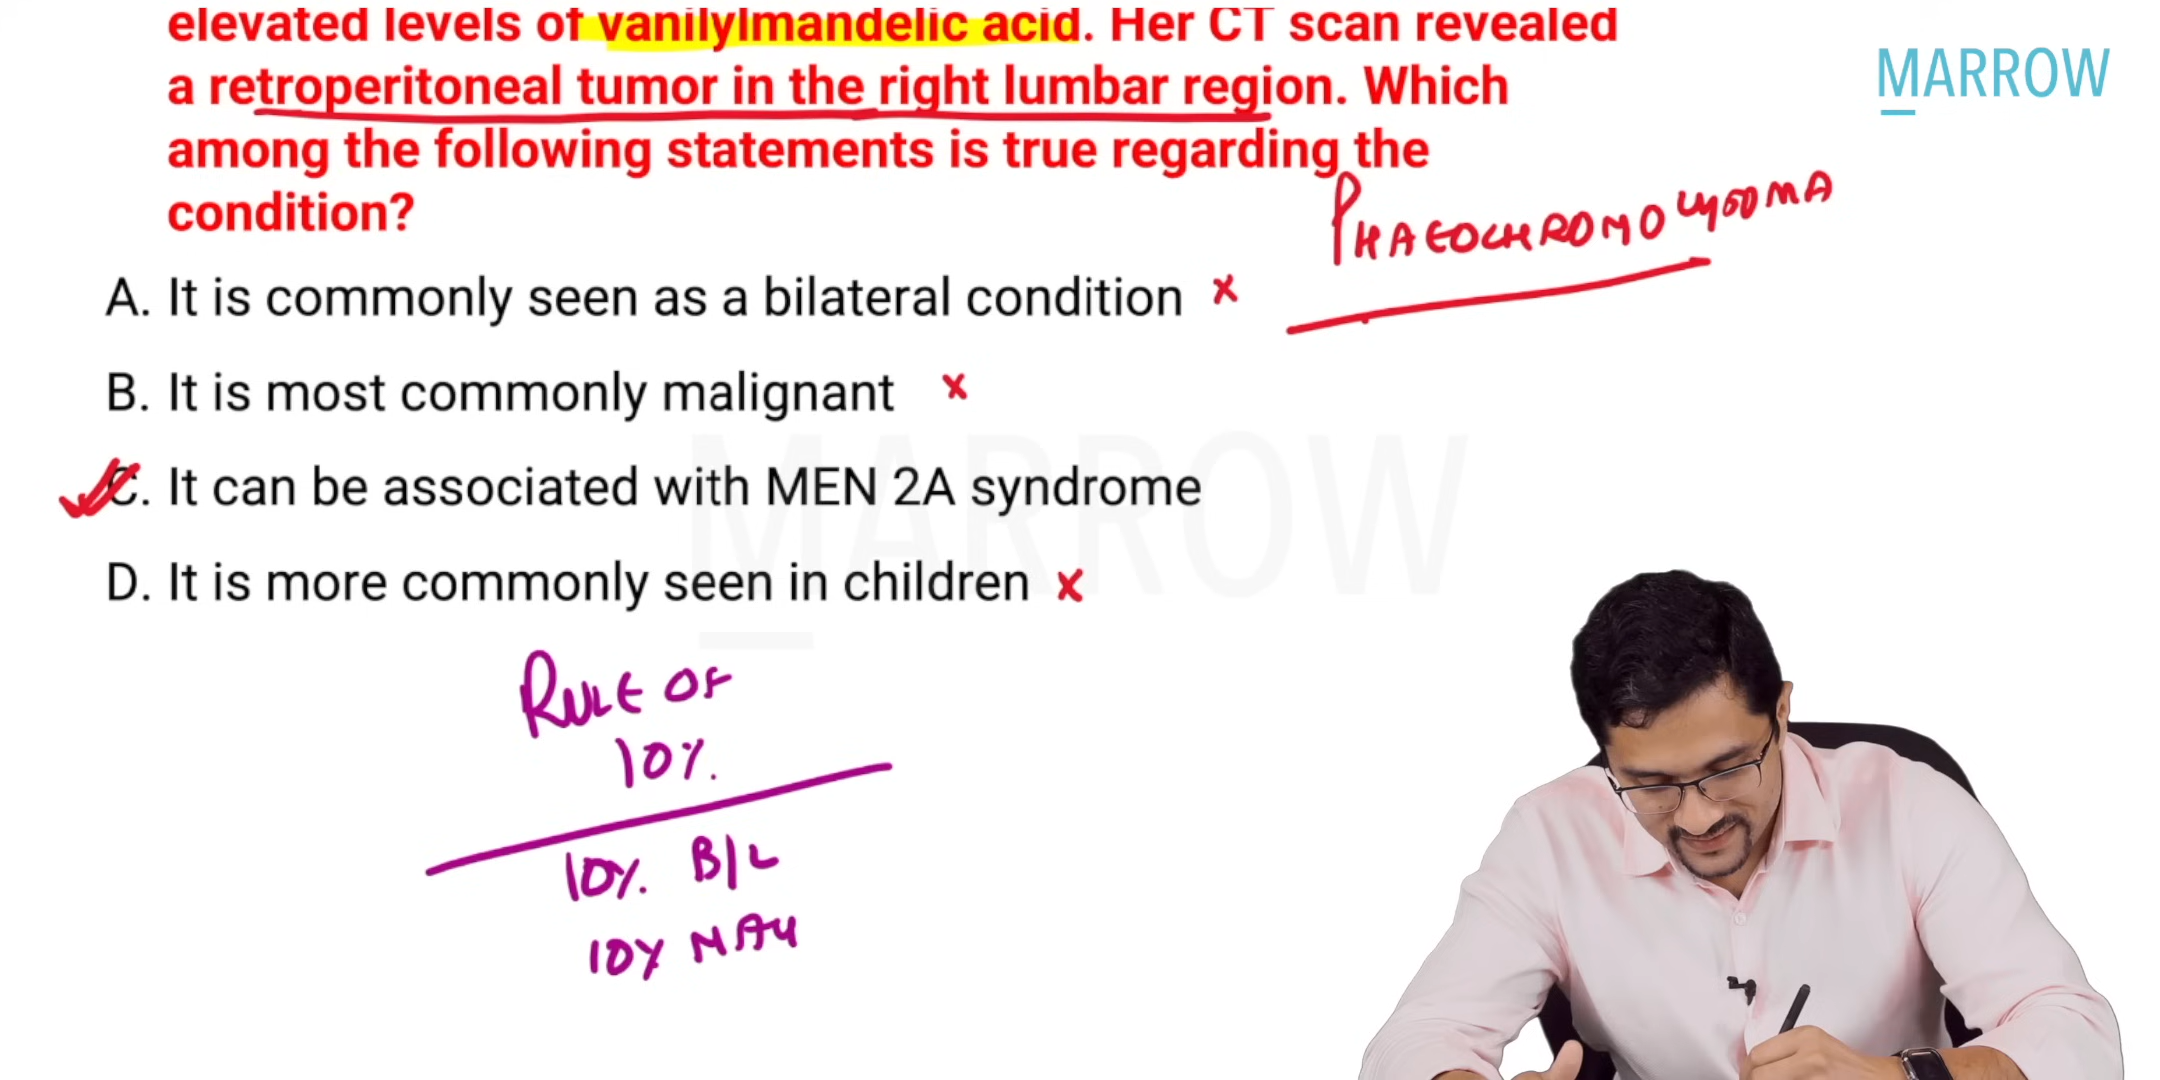 elevated levels of vanilylmandelic acid. Her CT scan revealed
MARROW
a retroperitoneal tumor in the right lumbar region. Which
among the following statements is true regarding the
condition?
PHAEOCHROMOCYTOMA
A. It is commonly seen as a bilateral condition x
B. It is most commonly malignant x
C. It can be associated with MEN 2A syndrome
D. It is more commonly seen in children x
MARROW
RULE OF
10%.
10%. B/L
10%